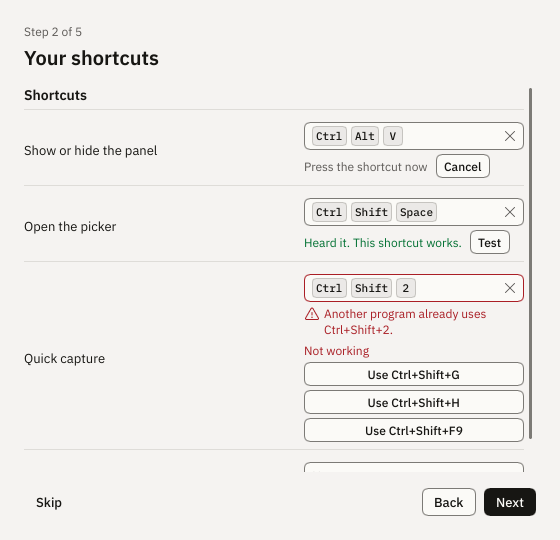 Step 2 of 5
Your shortcuts
Shortcuts
Show or hide the panel
Ctrl Alt V
Press the shortcut now Cancel
Open the picker
Ctrl Shift Space
Heard it. This shortcut works. Test
Quick capture
Ctrl Shift 2
Another program already uses
Ctrl+Shift+2.
Not working
Use Ctrl+Shift+G
Use Ctrl+Shift+H
Use Ctrl+Shift+F9
Skip
Back
Next